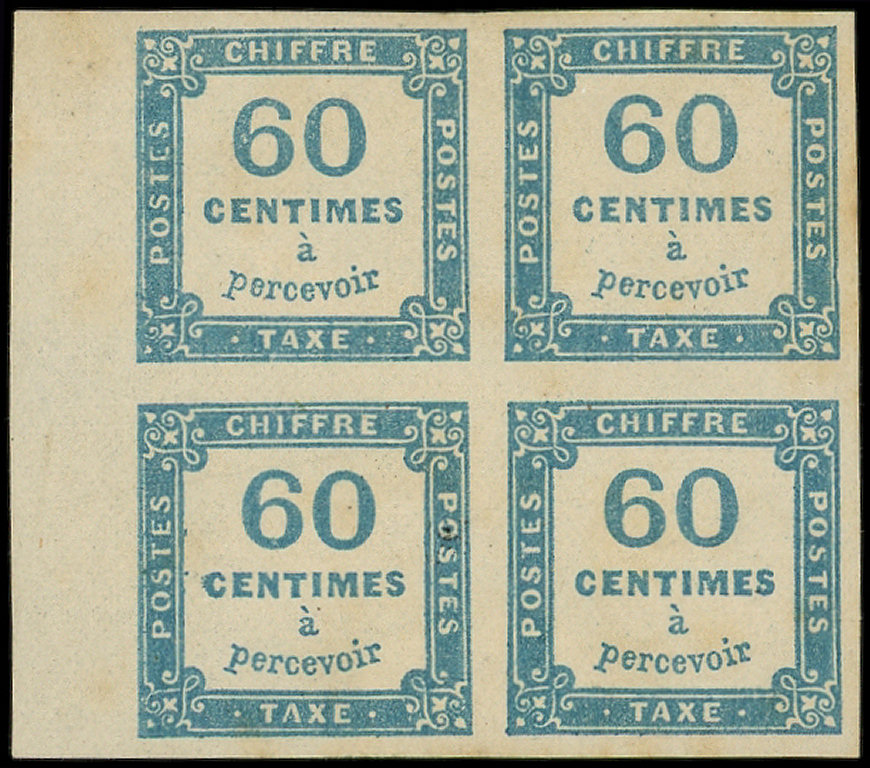 CHIFFRE
POSTES
60
CENTIMES
à
percevoir
POSTES
· TAXE ·
CHIFFRE
POSTES
60
CENTIMES
à
percevoir
POSTES
· TAXE ·
CHIFFRE
POSTES
60
CENTIMES
à
percevoir
POSTES
· TAXE ·
CHIFFRE
POSTES
60
CENTIMES
à
percevoir
POSTES
· TAXE ·